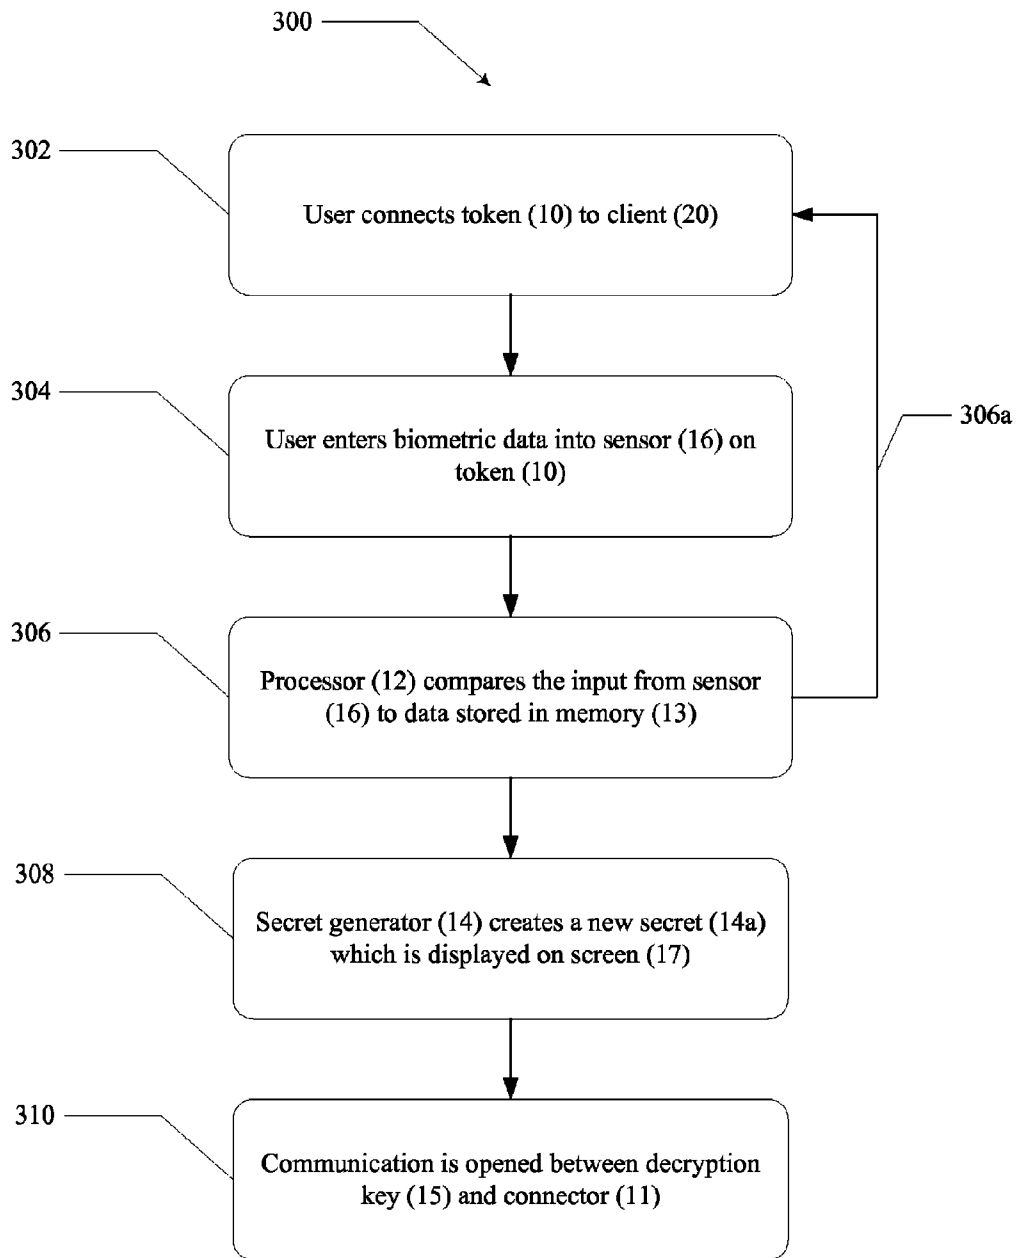 300
302
User connects token (10) to client (20)
304
User enters biometric data into sensor (16) on
token (10)
306a
306
Processor (12) compares the input from sensor
(16) to data stored in memory (13)
308
Secret generator (14) creates a new secret (14a)
which is displayed on screen (17)
310
Communication is opened between decryption
key (15) and connector (11)